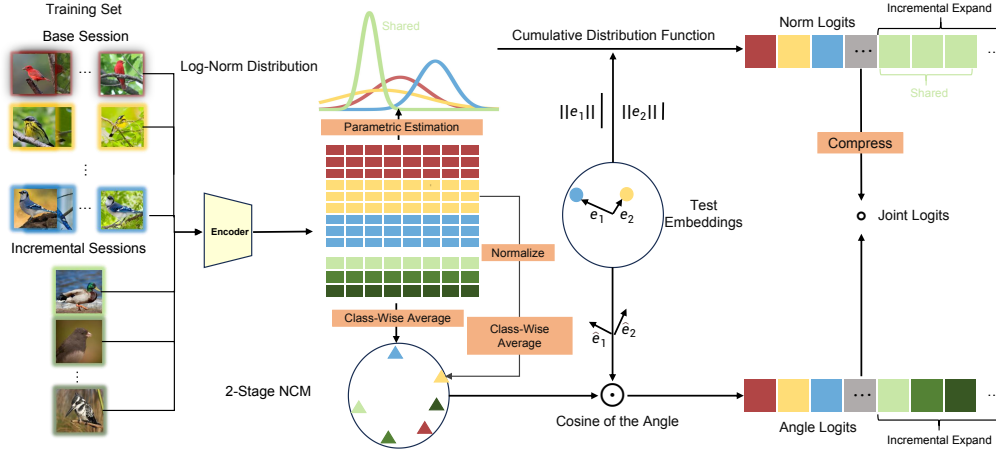 Training Set
Base Session
...
...
...
Incremental Sessions
...
Encoder
Log-Norm Distribution
Shared
Parametric Estimation
Class-Wise Average
Normalize
Class-Wise
Average
2-Stage NCM
Cumulative Distribution Function
||e1|| ||e2||
e1 e2
Test
Embeddings
ê1 ê2
Cosine of the Angle
Norm Logits
Incremental Expand
... ...
Shared
Compress
Joint Logits
... ...
Angle Logits
Incremental Expand